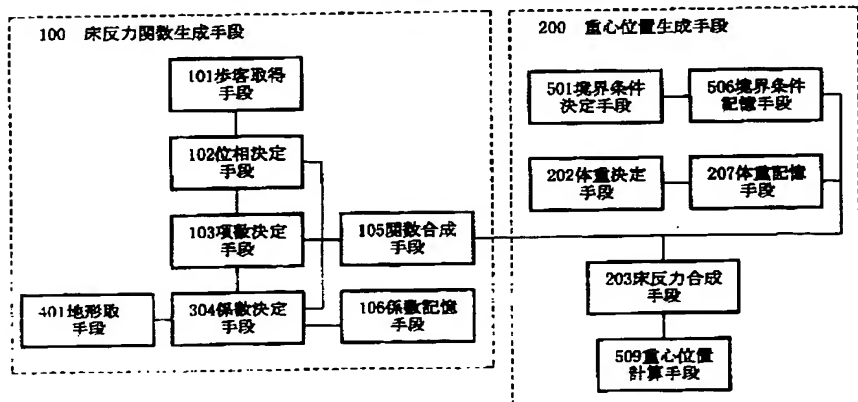 100 床反力関数生成手段
101歩客取得
手段
102位相決定
手段
103項数決定
手段
105関数合成
手段
401地形取
手段
304係数決定
手段
106係数記憶
手段
200 重心位置生成手段
501境界条件
決定手段
506境界条件
記憶手段
202体重決定
手段
207体重記憶
手段
203床反力合成
手段
509重心位置
計算手段